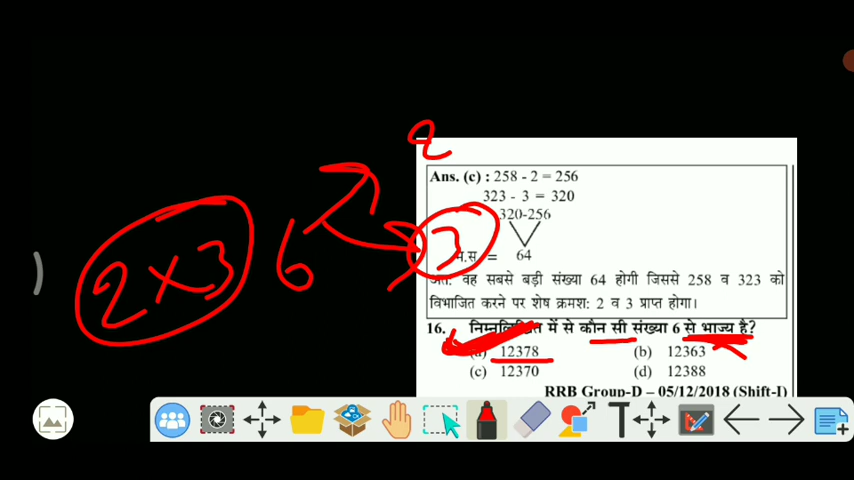 2
Ans. (c) : 258 - 2 = 256
323 - 3 = 320
320-256
2 X 3 6 3
म.स. = 64
अतः वह सबसे बड़ी संख्या 64 होगी जिससे 258 व 323 को
विभाजित करने पर शेष क्रमश: 2 व 3 प्राप्त होगा।
16. निम्नलिखित में से कौन सी संख्या 6 से भाज्य है?
(a) 12378 (b) 12363
(c) 12370 (d) 12388
RRB Group-D – 05/12/2018 (Shift-I)
T